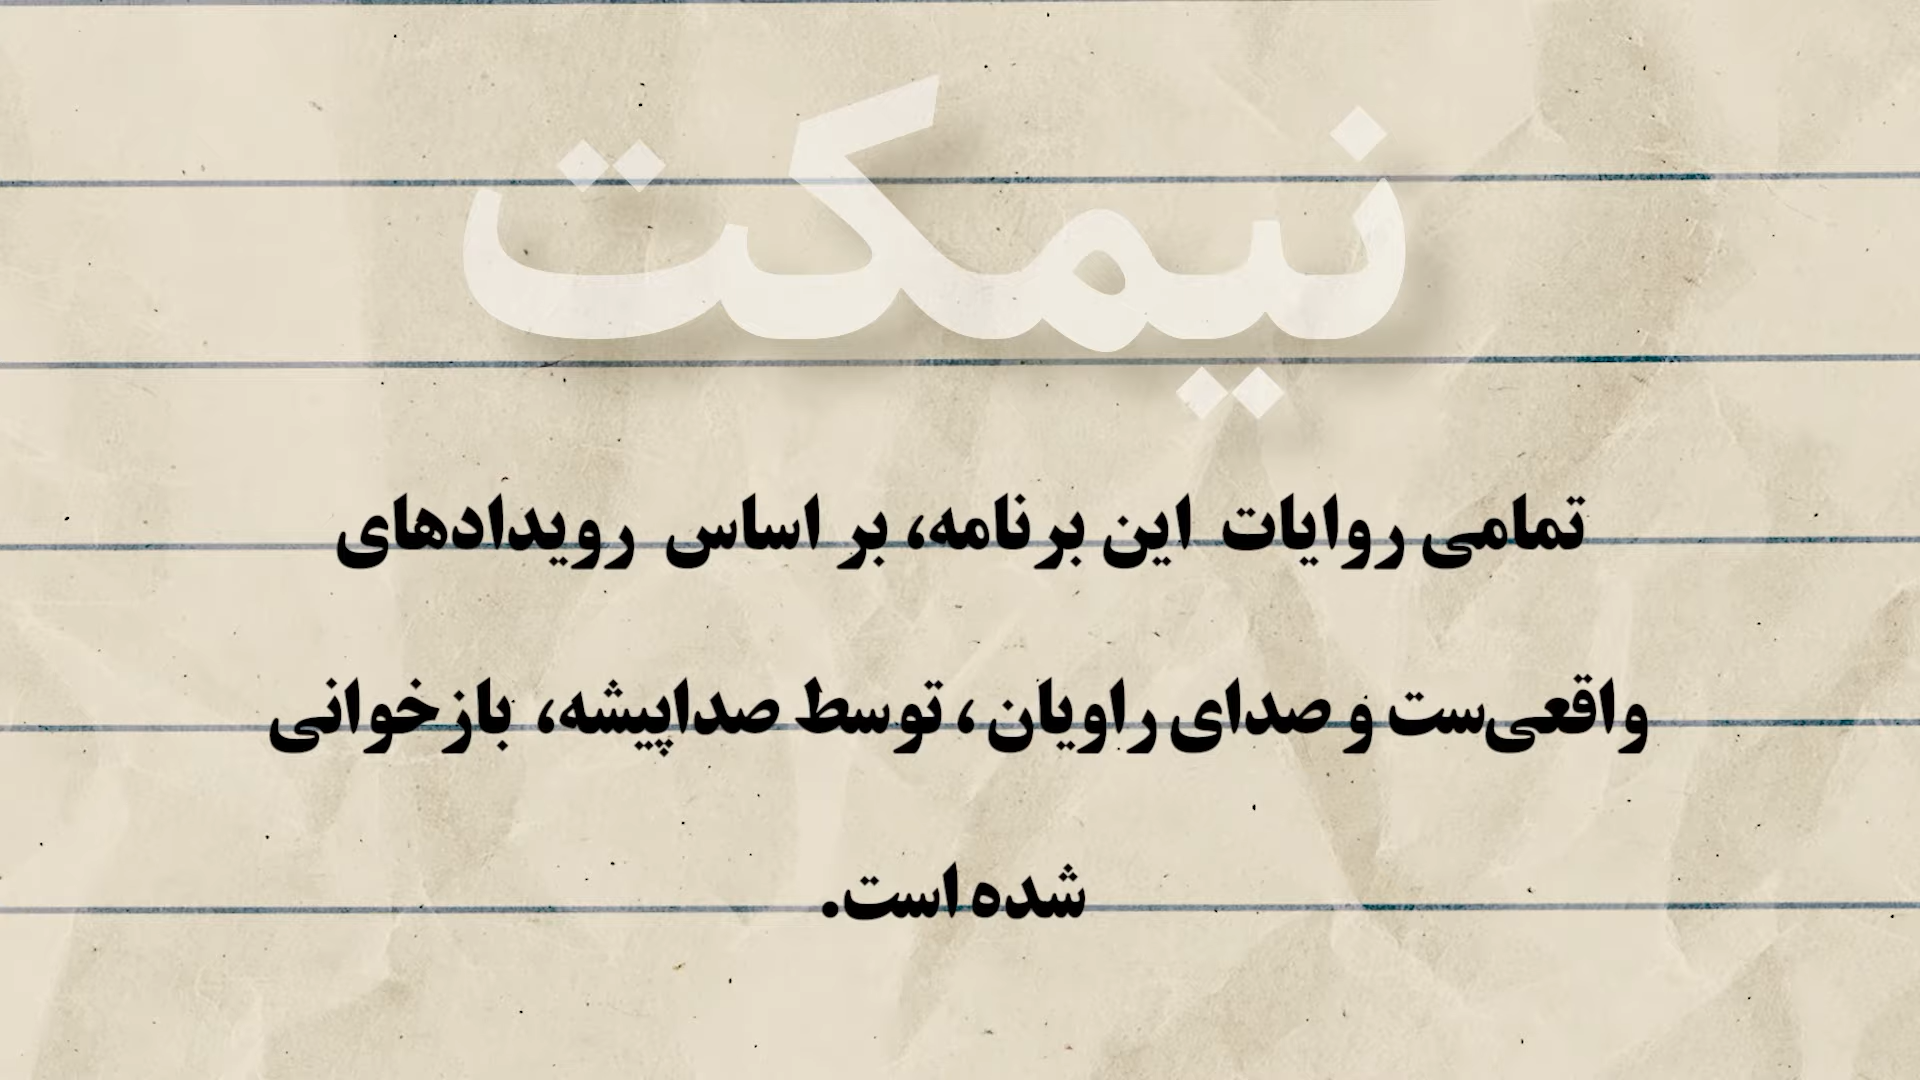 نیمکت
تمامی روایات این برنامه، بر اساس رویدادهای
واقعی‌ست و صدای راویان، توسط صداپیشه، بازخوانی
شده است.